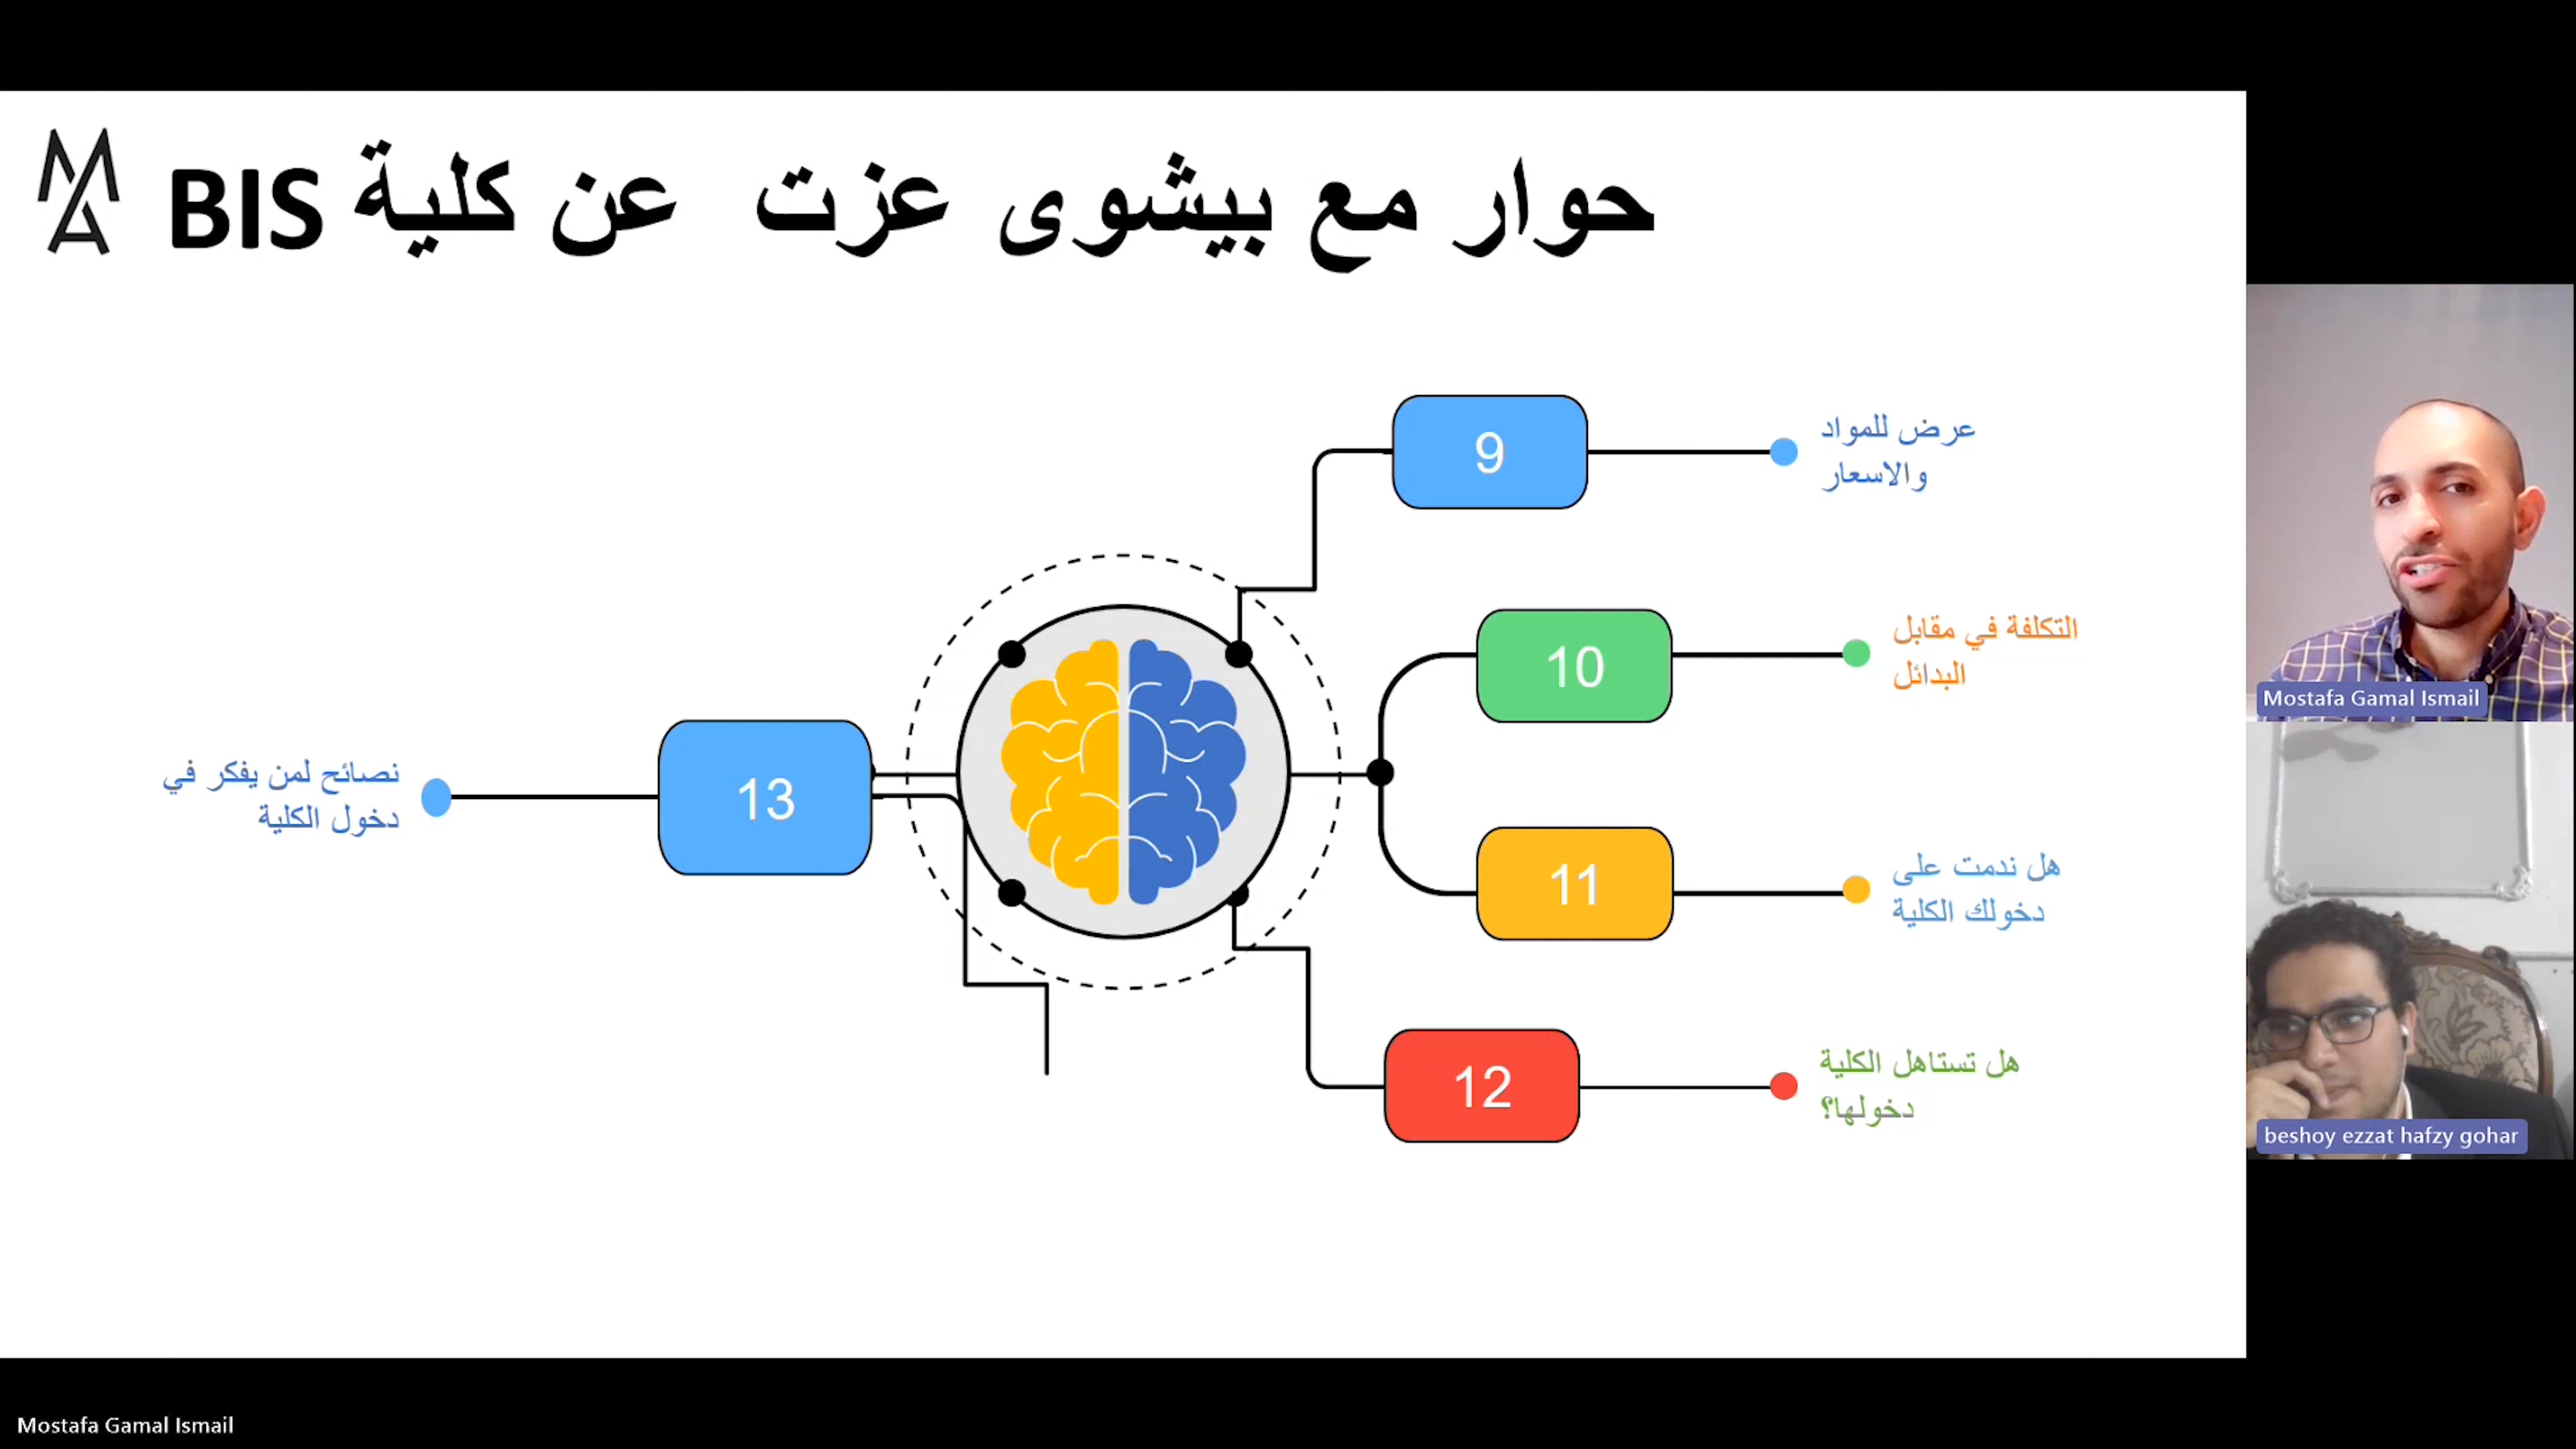 حوار مع بيشوى عزت عن كلية BIS
MA
9
عرض للمواد
والاسعار
10
التكلفة في مقابل
البدائل
11
هل ندمت على
دخولك الكلية
12
هل تستاهل الكلية
دخولها؟
13
نصائح لمن يفكر في
دخول الكلية
Mostafa Gamal Ismail
beshoy ezzat hafzy gohar
Mostafa Gamal Ismail